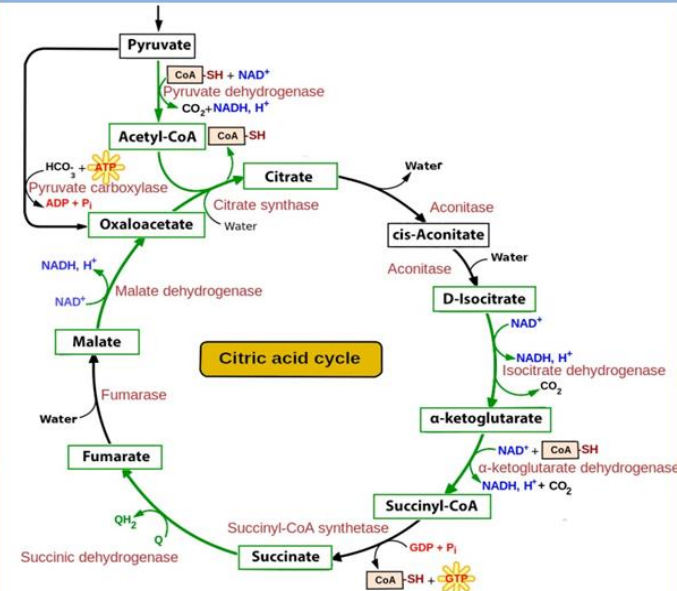 Pyruvate
CoA-SH + NAD⁺
Pyruvate dehydrogenase
CO₂+NADH, H⁺
Acetyl-CoA
CoA-SH
HCO₃⁻ + ATP
Pyruvate carboxylase
ADP + Pᵢ
Citrate
Water
Citrate synthase
Water
Oxaloacetate
Aconitase
cis-Aconitate
Water
Aconitase
D-Isocitrate
NADH, H⁺
NAD⁺
Malate dehydrogenase
NAD⁺
NADH, H⁺
Isocitrate dehydrogenase
CO₂
Malate
Citric acid cycle
Fumarase
Water
α-ketoglutarate
NAD⁺ + CoA-SH
α-ketoglutarate dehydrogenase
NADH, H⁺ + CO₂
Fumarate
Succinyl-CoA
QH₂
Q
Succinic dehydrogenase
Succinyl-CoA synthetase
GDP + Pᵢ
Succinate
CoA-SH + GTP